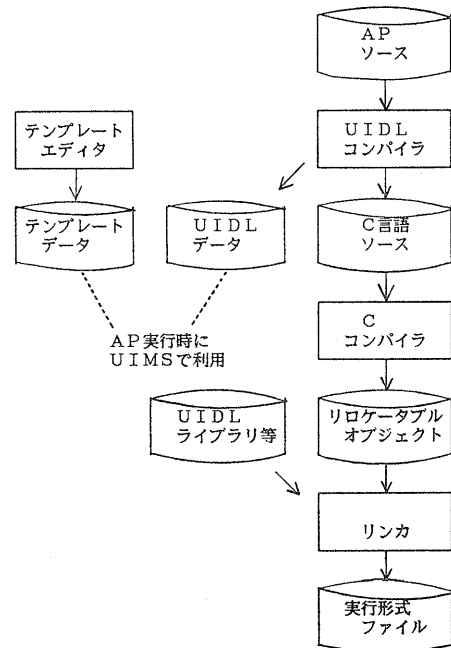 ＡＰ
ソース
テンプレート
エディタ
ＵＩＤＬ
コンパイラ
テンプレート
データ
ＵＩＤＬ
データ
Ｃ言語
ソース
ＡＰ実行時に
ＵＩＭＳで利用
Ｃ
コンパイラ
ＵＩＤＬ
ライブラリ等
リロケータブル
オブジェクト
リンカ
実行形式
ファイル